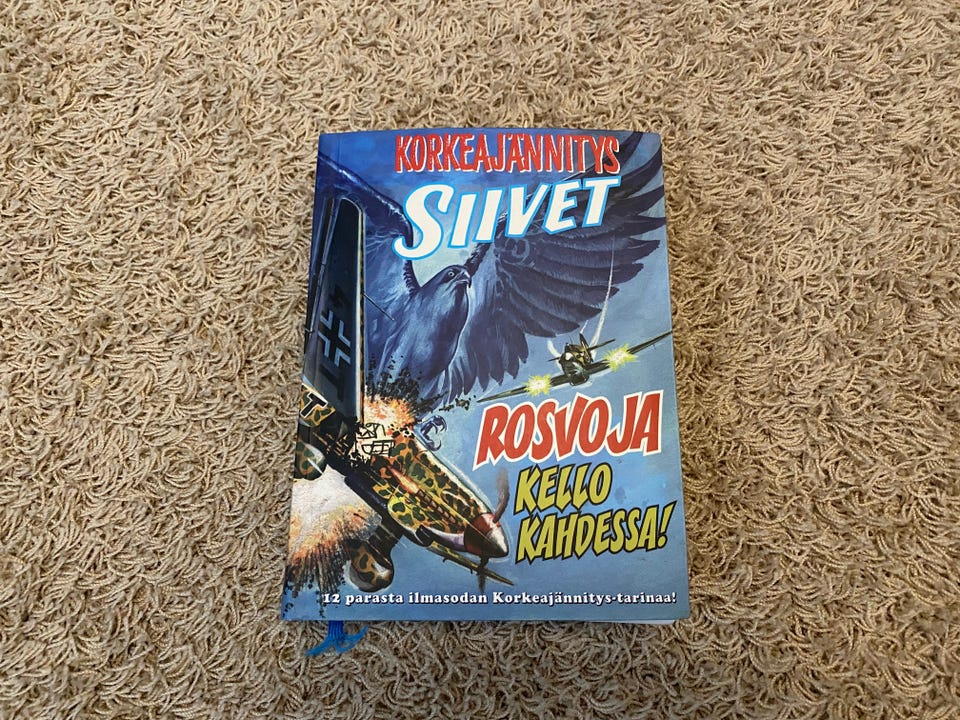 KORKEAJÄNNITYS
SIIVET
ROSVOJA
KELLO
KAHDESSA!
12 parasta ilmasodan Korkeajännitys-tarinaa!